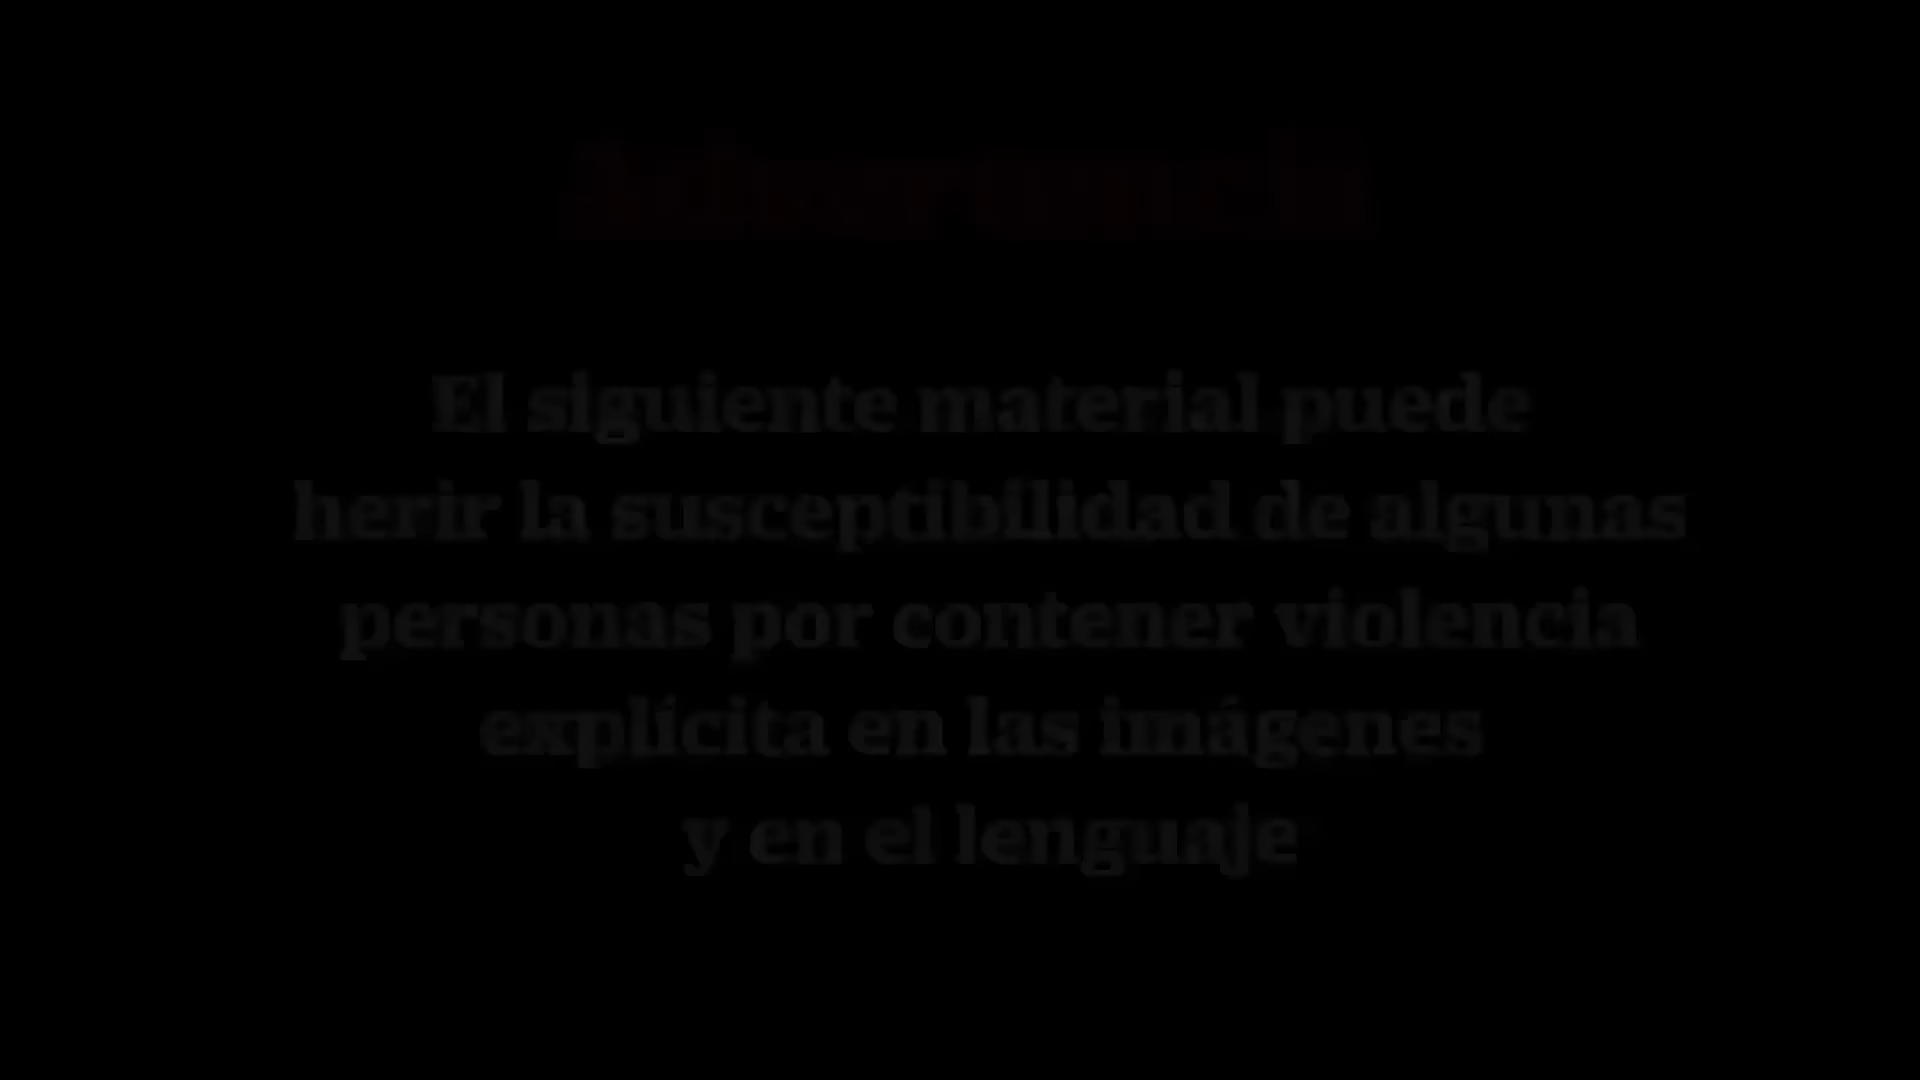 Advertencia
El siguiente material puede
herir la susceptibilidad de algunas
personas por contener violencia
explícita en las imágenes
y en el lenguaje